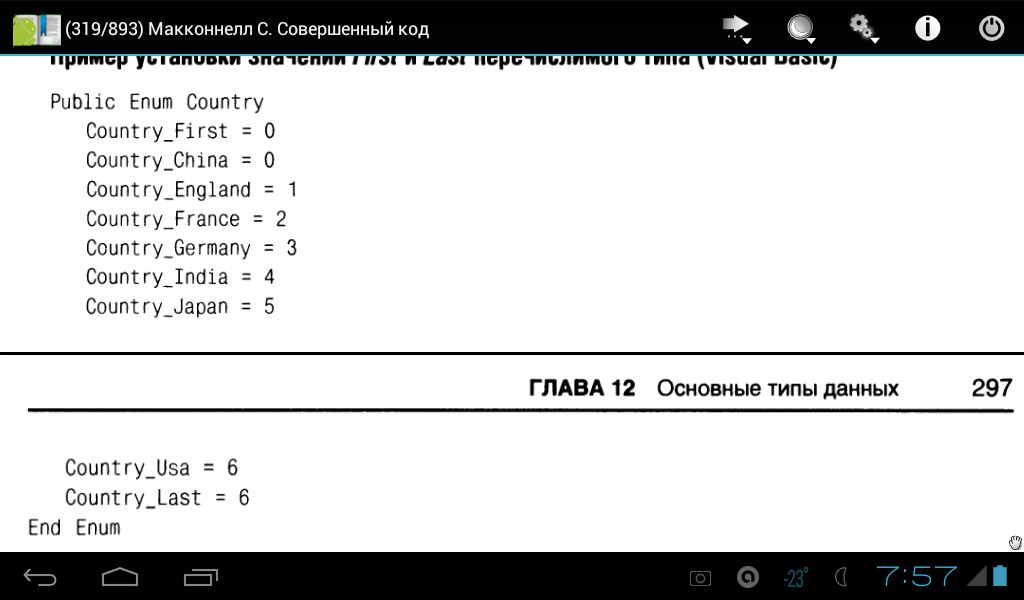 (319/893) Макконнелл С. Совершенный код
Пример установки значений First и Last перечислимого типа (Visual Basic)
Public Enum Country
Country_First = 0
Country_China = 0
Country_England = 1
Country_France = 2
Country_Germany = 3
Country_India = 4
Country_Japan = 5
ГЛАВА 12 Основные типы данных 297
Country_Usa = 6
Country_Last = 6
End Enum
-23° 7:57